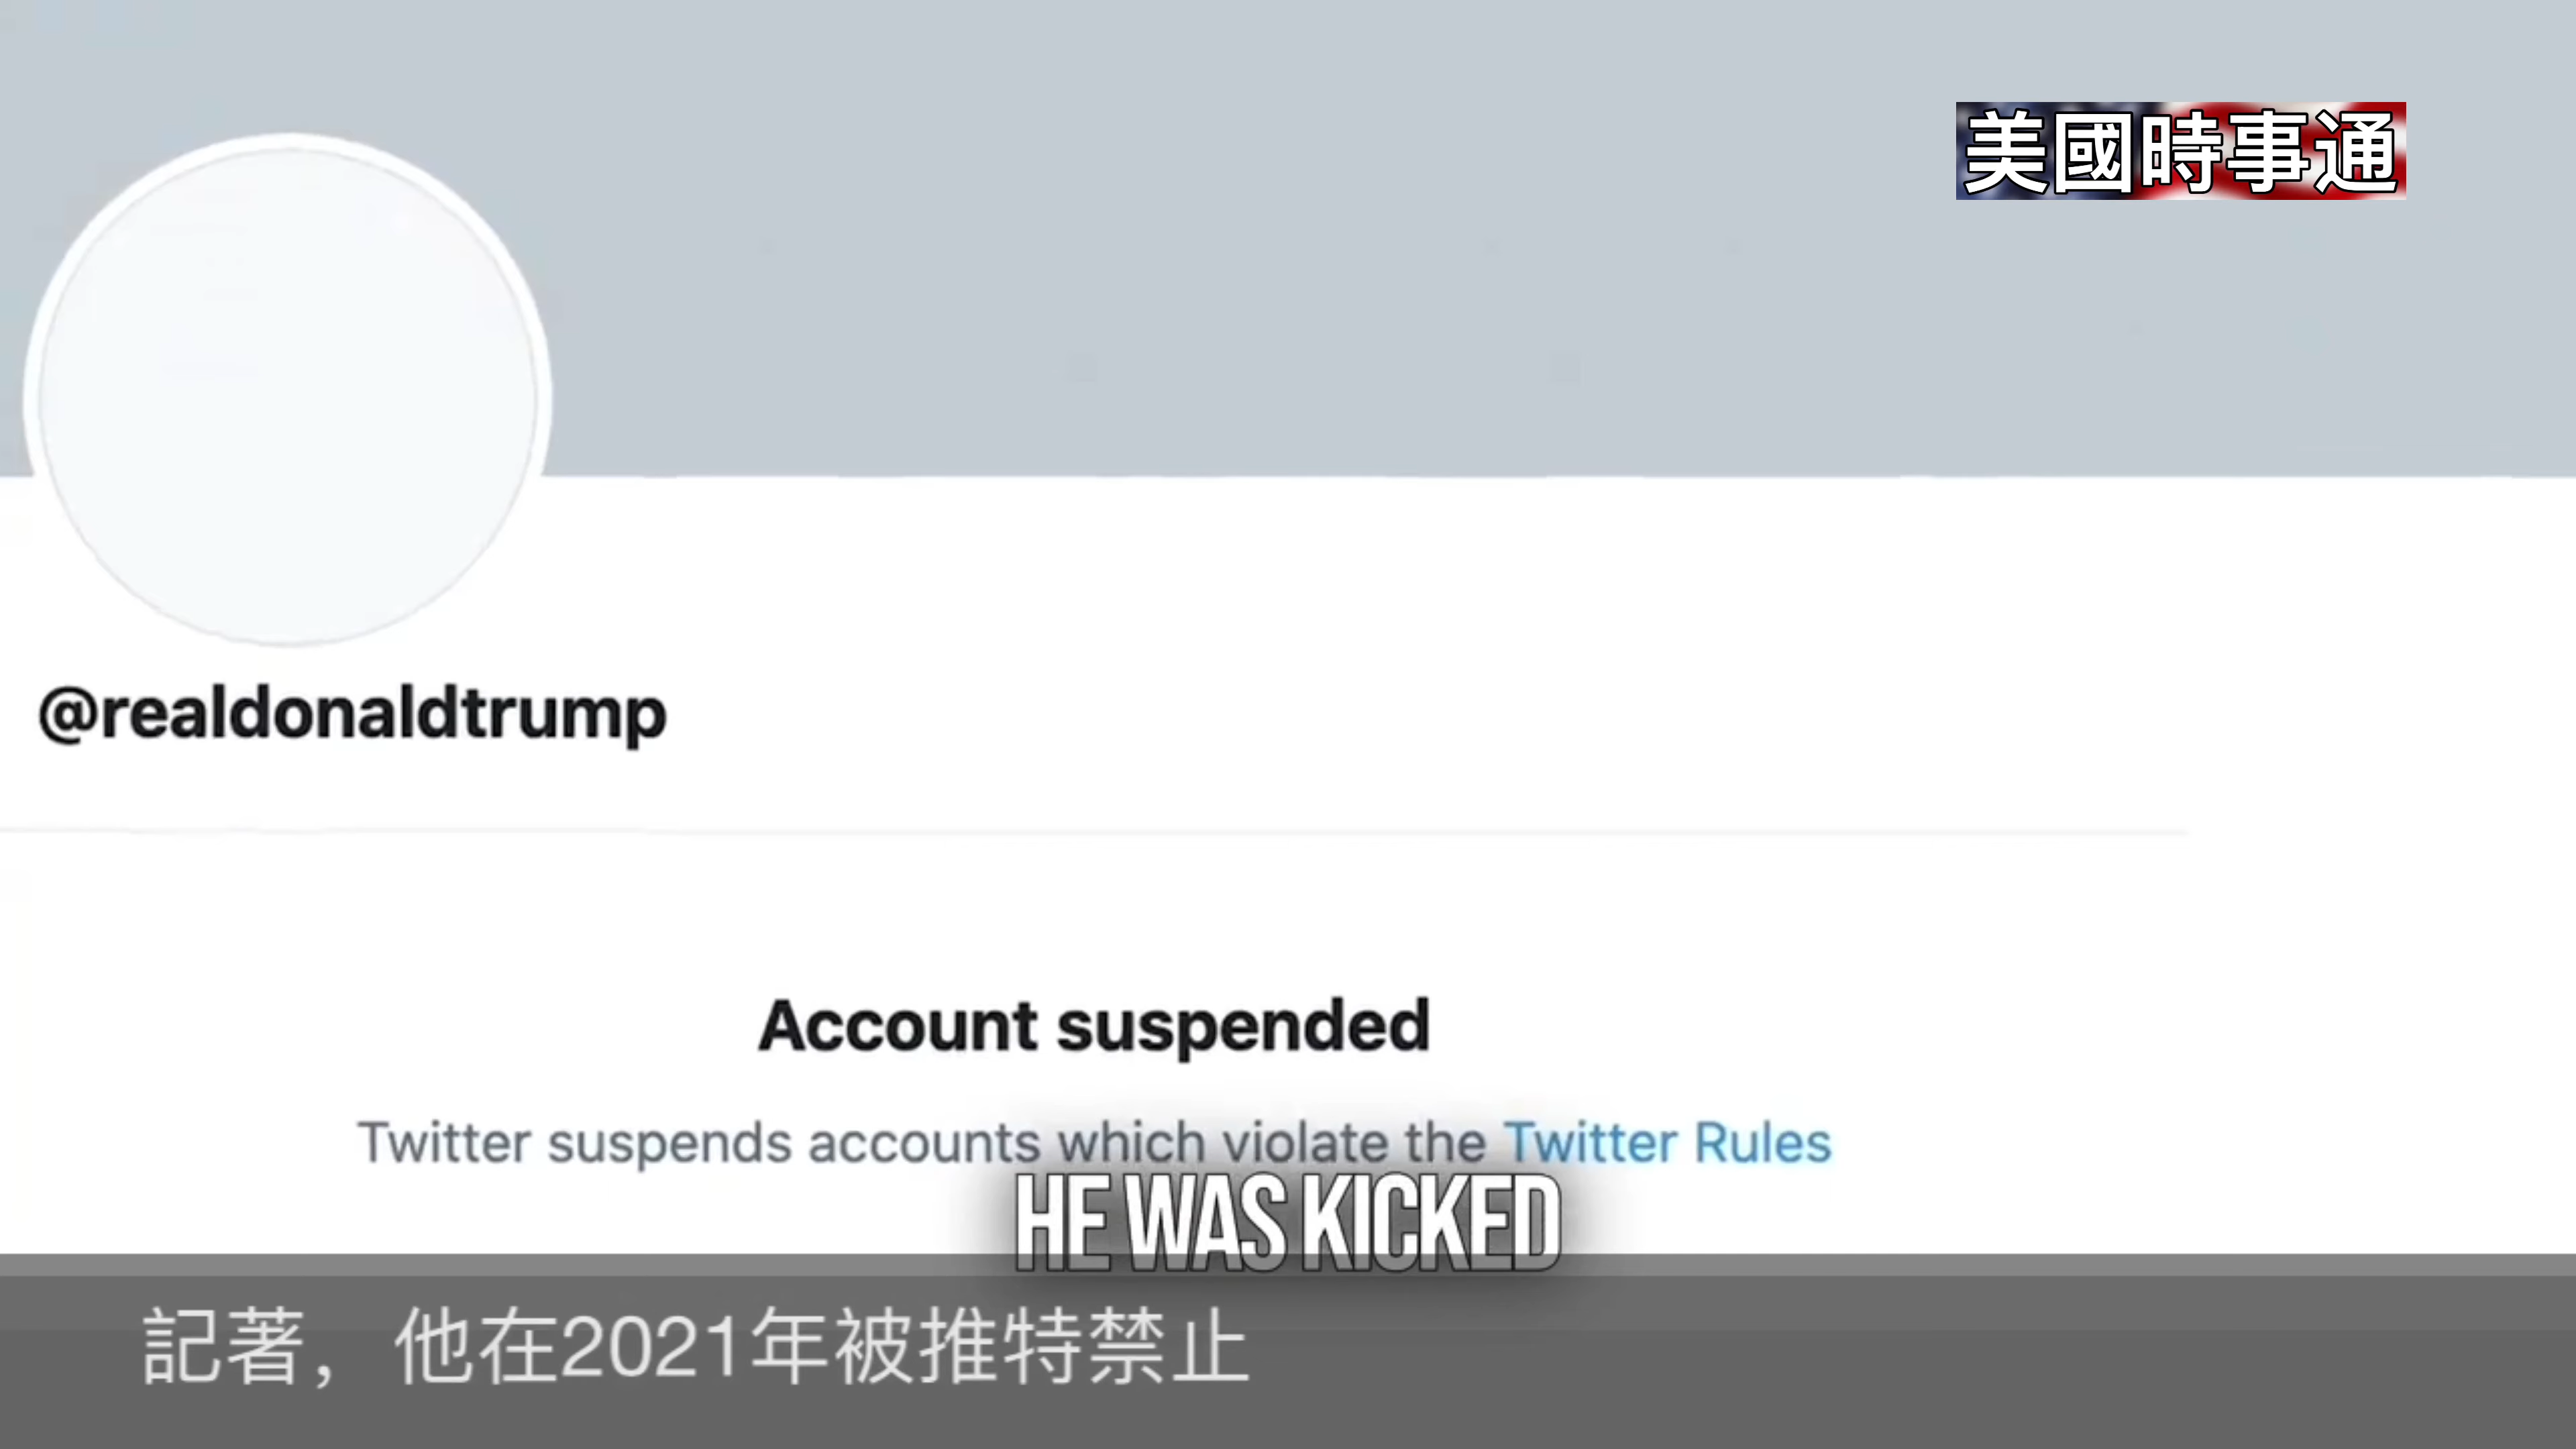 美國時事通
@realdonaldtrump
Account suspended
Twitter suspends accounts which violate the Twitter Rules
HE WAS KICKED
記著，他在2021年被推特禁止